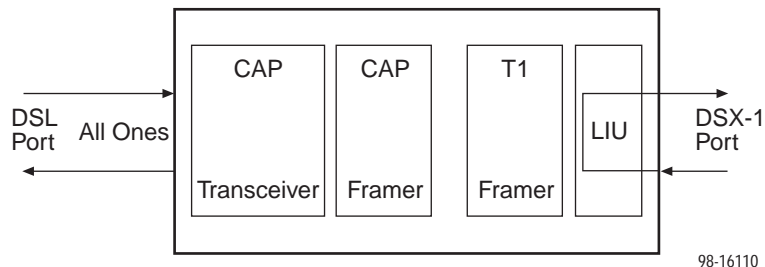 CAP
Transceiver
CAP
Framer
T1
Framer
LIU
DSL
Port
All Ones
DSX-1
Port
98-16110